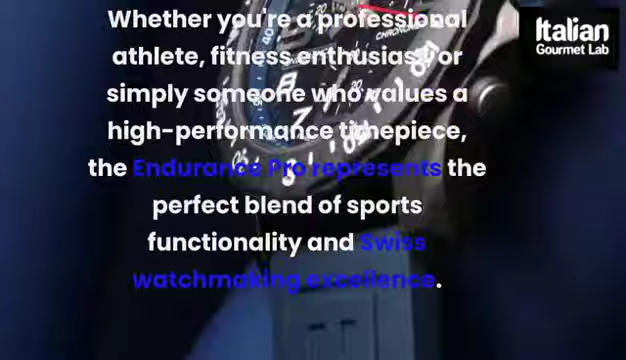 Whether you're a professional
athlete, fitness enthusiast, or
simply someone who values a
high-performance timepiece,
the Endurance Pro represents the
perfect blend of sports
functionality and Swiss
watchmaking excellence.
Italian
Gourmet Lab